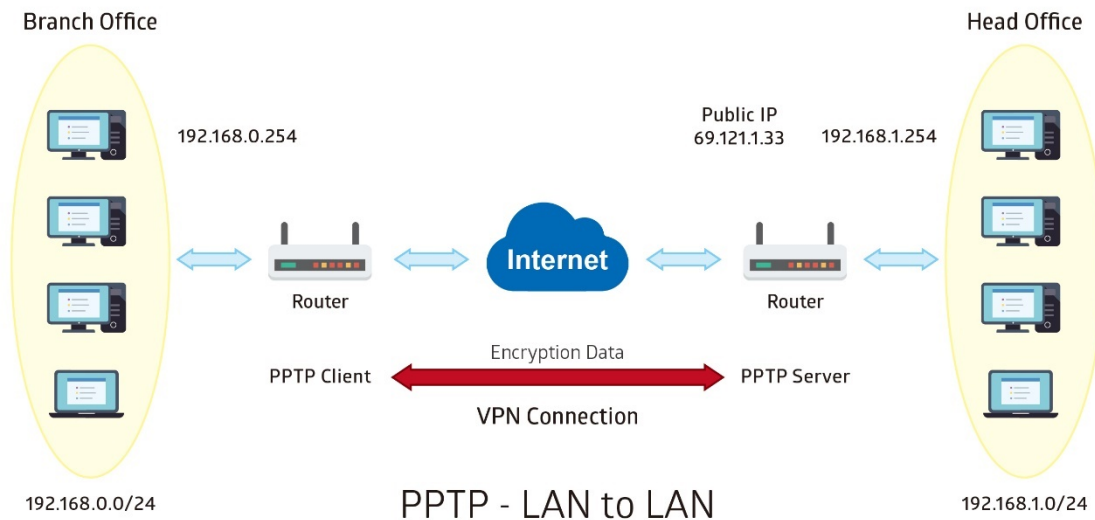 Branch Office
Head Office
192.168.0.254
Public IP
69.121.1.33
192.168.1.254
Internet
Router
Router
Encryption Data
PPTP Client
PPTP Server
VPN Connection
192.168.0.0/24
PPTP - LAN to LAN
192.168.1.0/24